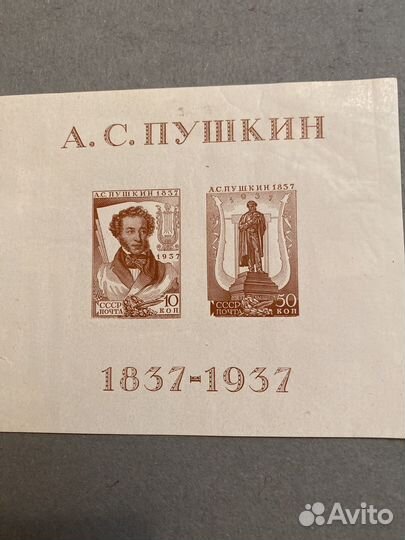 А. С. ПУШКИН
А.С. ПУШКИН 1837
1937
СССР
ПОЧТА
10
КОП
А.С. ПУШКИН 1837
1937
СССР
ПОЧТА
50
КОП
1837-1937
Avito